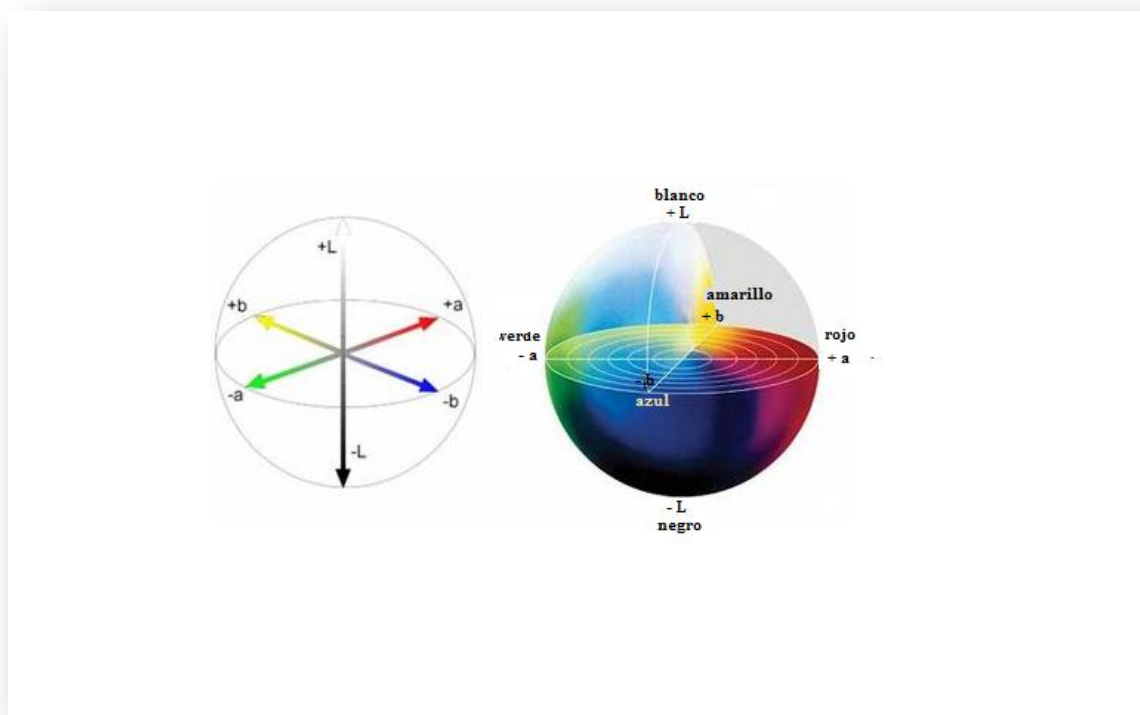 +L
+b
+a
-a
-b
-L
blanco
+ L
amarillo
+ b
verde
- a
rojo
+ a
- b
azul
- L
negro